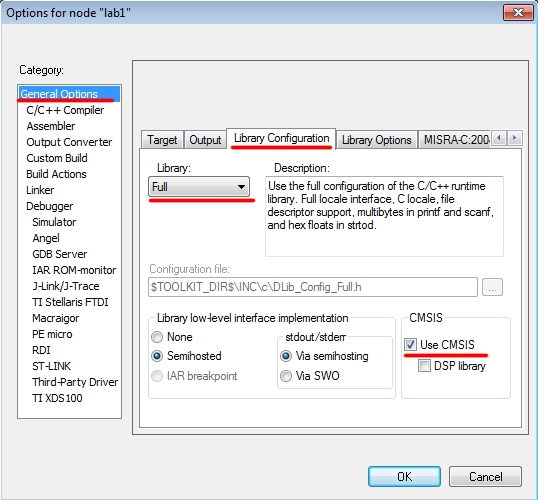 Options for node "lab1"
Category:
General Options
C/C++ Compiler
Assembler
Output Converter
Custom Build
Build Actions
Linker
Debugger
Simulator
Angel
GDB Server
IAR ROM-monitor
J-Link/J-Trace
TI Stellaris FTDI
Macraigor
PE micro
RDI
ST-LINK
Third-Party Driver
TI XDS100
Target Output Library Configuration Library Options MISRA-C:2004
Library: Description:
Full
Use the full configuration of the C/C++ runtime
library. Full locale interface, C locale, file
descriptor support, multibytes in printf and scanf,
and hex floats in strtod.
Configuration file:
$TOOLKIT_DIR$\INC\c\DLib_Config_Full.h ...
Library low-level interface implementation
None
Semihosted
IAR breakpoint
stdout/stderr
Via semihosting
Via SWO
CMSIS
Use CMSIS
DSP library
OK Cancel